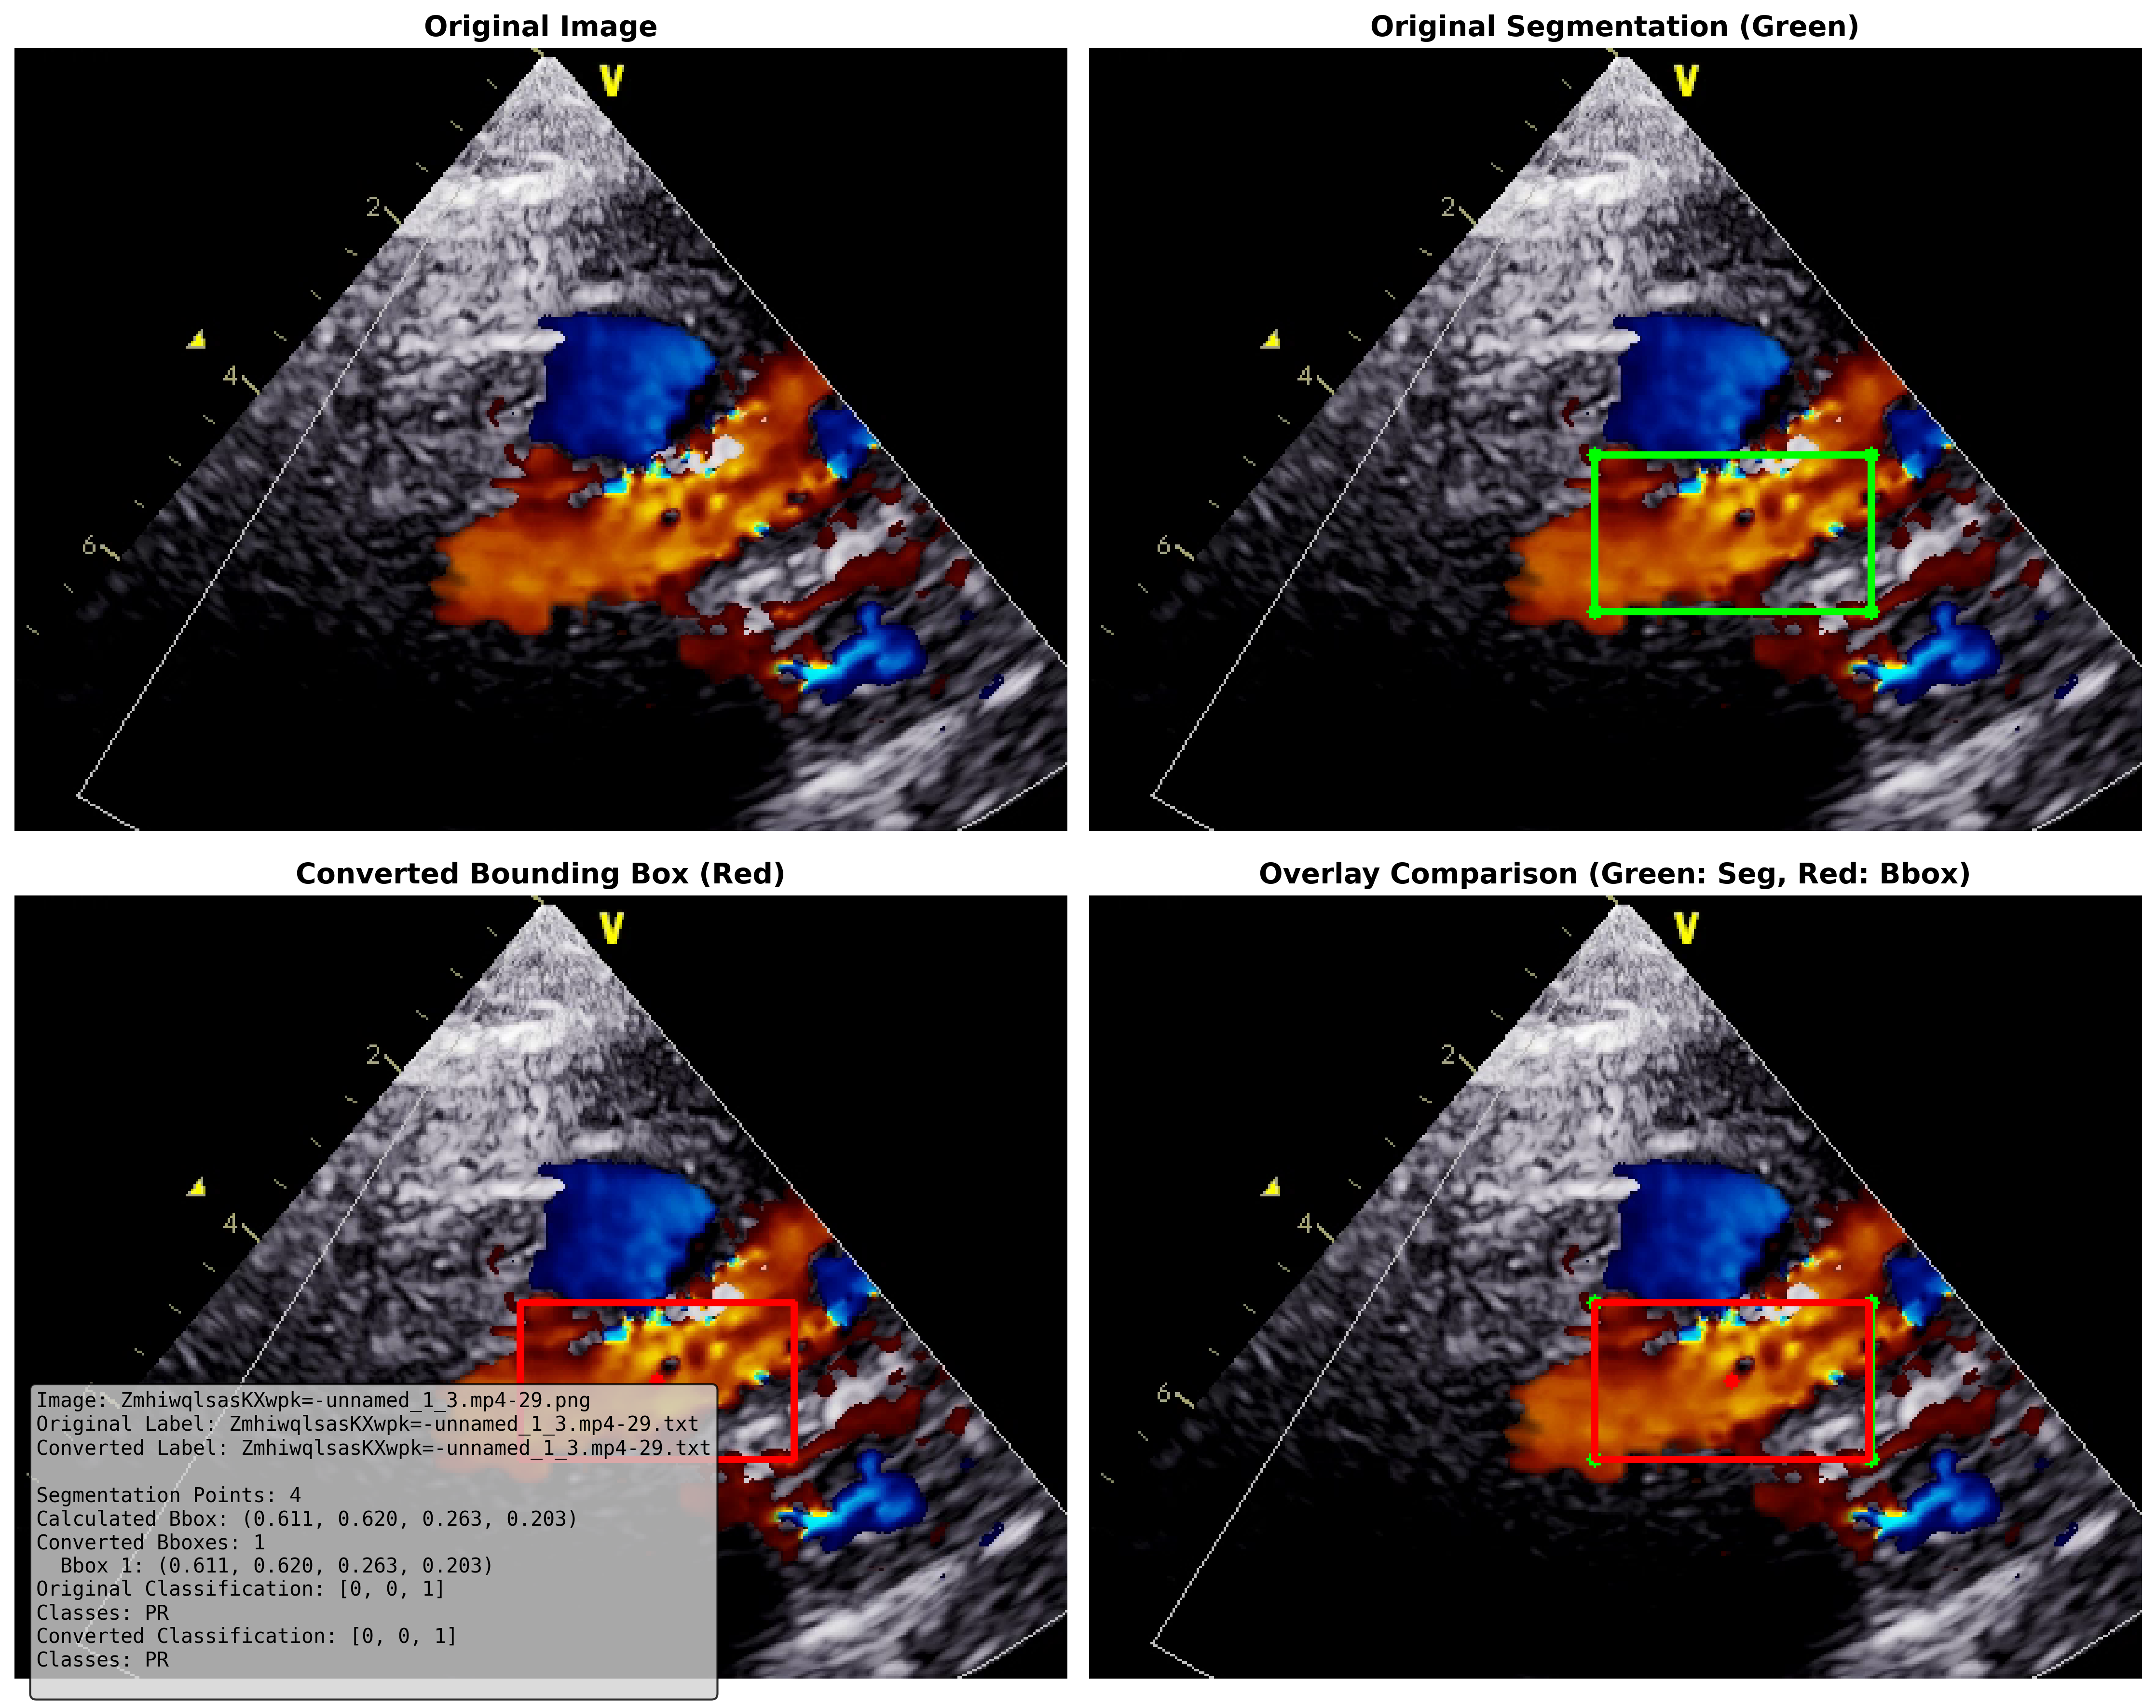 Original Image
Original Segmentation (Green)
V
2
4
6
V
2
4
6
Converted Bounding Box (Red)
Overlay Comparison (Green: Seg, Red: Bbox)
V
2
4
V
2
4
6
Image: ZmhiwqlsasKXwpk=-unnamed_1_3.mp4-29.png
Original Label: ZmhiwqlsasKXwpk=-unnamed_1_3.mp4-29.txt
Converted Label: ZmhiwqlsasKXwpk=-unnamed_1_3.mp4-29.txt
Segmentation Points: 4
Calculated Bbox: (0.611, 0.620, 0.263, 0.203)
Converted Bboxes: 1
Bbox 1: (0.611, 0.620, 0.263, 0.203)
Original Classification: [0, 0, 1]
Classes: PR
Converted Classification: [0, 0, 1]
Classes: PR